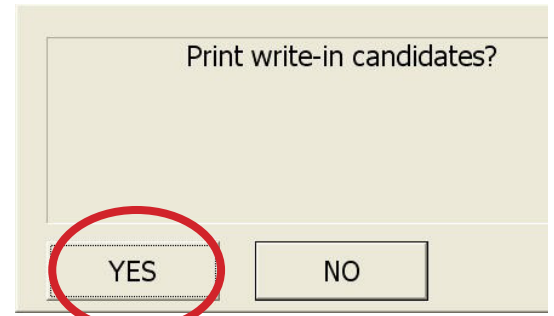 Print write-in candidates?
YES
NO